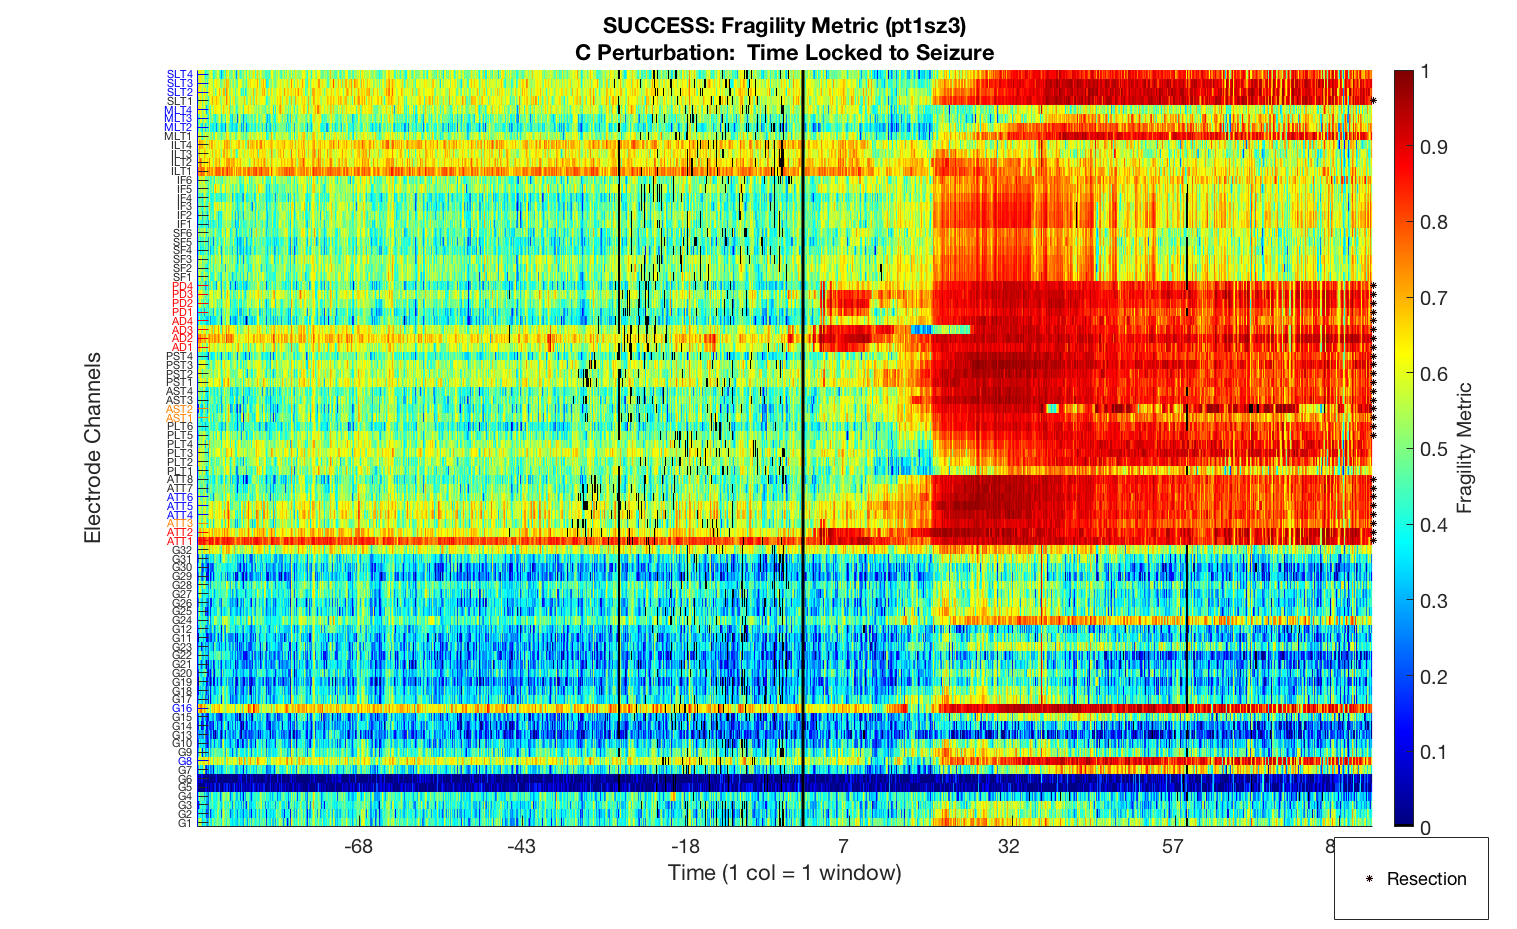 SUCCESS: Fragility Metric (pt1sz3)
C Perturbation: Time Locked to Seizure
Electrode Channels
SLT4
SLT3
SLT2
SLT1
MLT4
MLT3
MLT2
MLT1
ILT4
ILT3
ILT2
ILT1
IF6
IF5
IF4
IF3
IF2
IF1
SF6
SF5
SF4
SF3
SF2
SF1
PD4
PD3
PD2
PD1
AD4
AD3
AD2
AD1
PST4
PST3
PST2
PST1
AST4
AST3
AST2
AST1
PLT6
PLT5
PLT4
PLT3
PLT2
PLT1
ATT8
ATT7
ATT6
ATT5
ATT4
ATT3
ATT2
ATT1
G32
G31
G30
G29
G28
G27
G26
G25
G24
G12
G11
G23
G22
G21
G20
G19
G18
G17
G16
G15
G14
G13
G10
G9
G8
G7
G6
G5
G4
G3
G2
G1
-68 -43 -18 7 32 57 8
Time (1 col = 1 window)
1
0.9
0.8
0.7
0.6
0.5
0.4
0.3
0.2
0.1
0
Fragility Metric
Resection